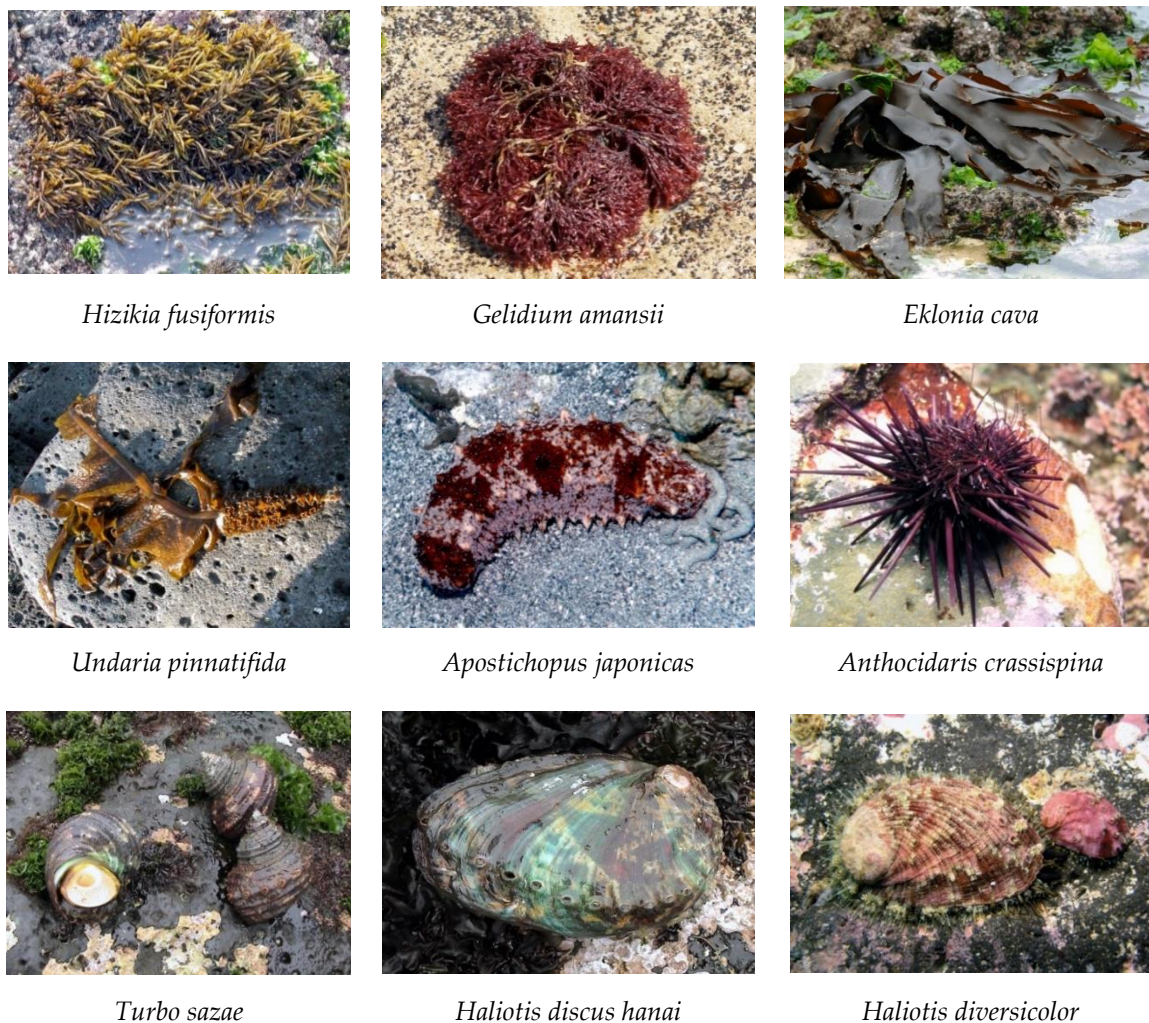 Hizikia fusiformis
Gelidium amansii
Eklonia cava
Undaria pinnatifida
Apostichopus japonicas
Anthocidaris crassispina
Turbo sazae
Haliotis discus hanai
Haliotis diversicolor